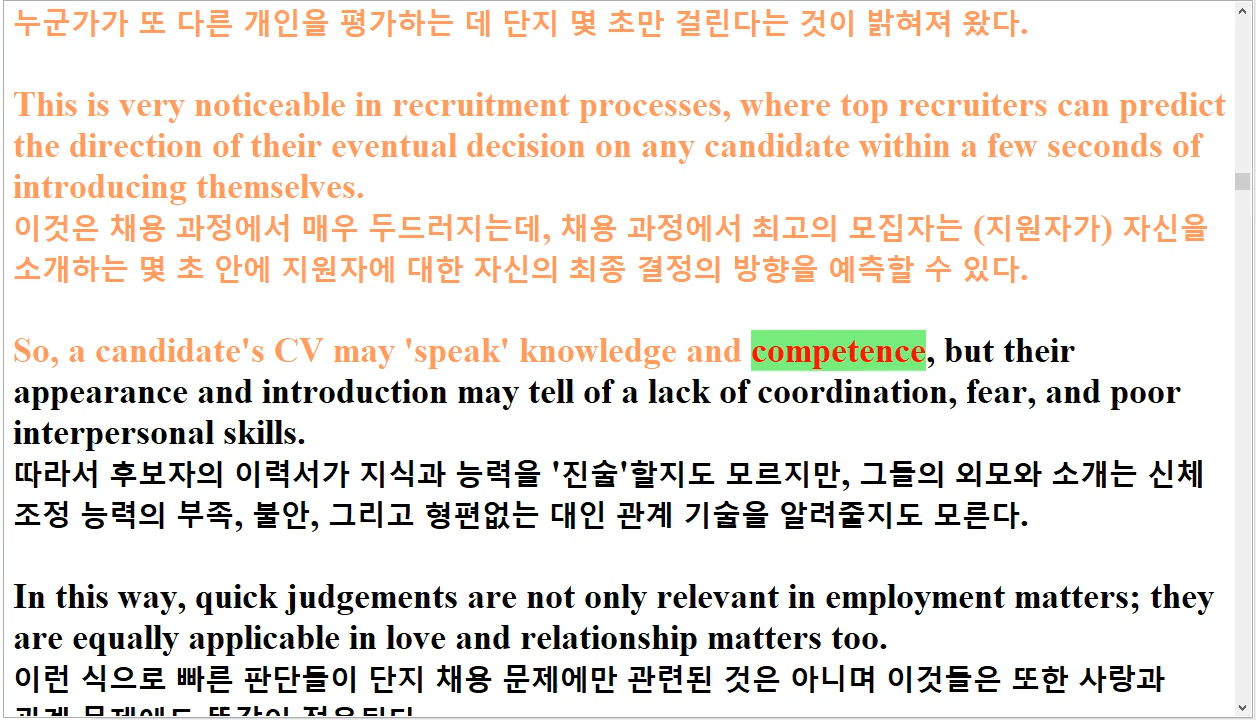 누군가가 또 다른 개인을 평가하는 데 단지 몇 초만 걸린다는 것이 밝혀져 왔다.
This is very noticeable in recruitment processes, where top recruiters can predict
the direction of their eventual decision on any candidate within a few seconds of
introducing themselves.
이것은 채용 과정에서 매우 두드러지는데, 채용 과정에서 최고의 모집자는 (지원자가) 자신을
소개하는 몇 초 안에 지원자에 대한 자신의 최종 결정의 방향을 예측할 수 있다.
So, a candidate's CV may 'speak' knowledge and competence, but their
appearance and introduction may tell of a lack of coordination, fear, and poor
interpersonal skills.
따라서 후보자의 이력서가 지식과 능력을 '진술'할지도 모르지만, 그들의 외모와 소개는 신체
조정 능력의 부족, 불안, 그리고 형편없는 대인 관계 기술을 알려줄지도 모른다.
In this way, quick judgements are not only relevant in employment matters; they
are equally applicable in love and relationship matters too.
이런 식으로 빠른 판단들이 단지 채용 문제에만 관련된 것은 아니며 이것들은 또한 사랑과
관계 문제에도 똑같이 적용된다.